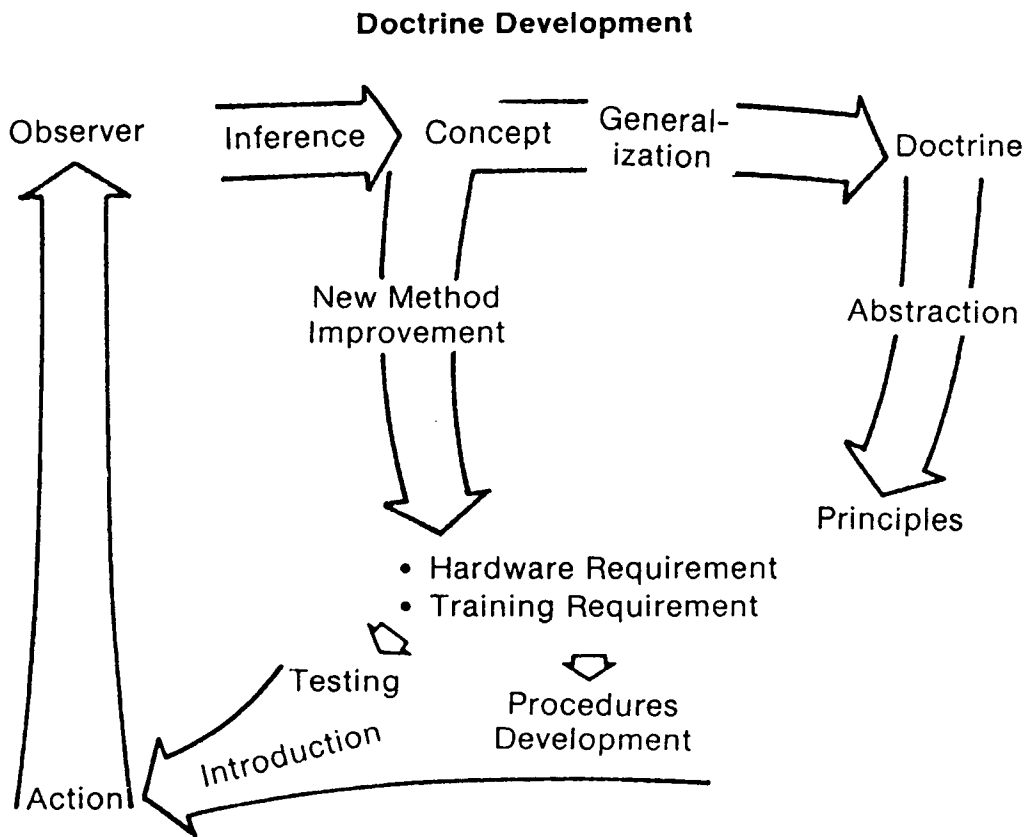 Doctrine Development
Observer
Inference
Concept
General-
ization
Doctrine
New Method
Improvement
Abstraction
Principles
• Hardware Requirement
• Training Requirement
Testing
Procedures
Development
Introduction
Action